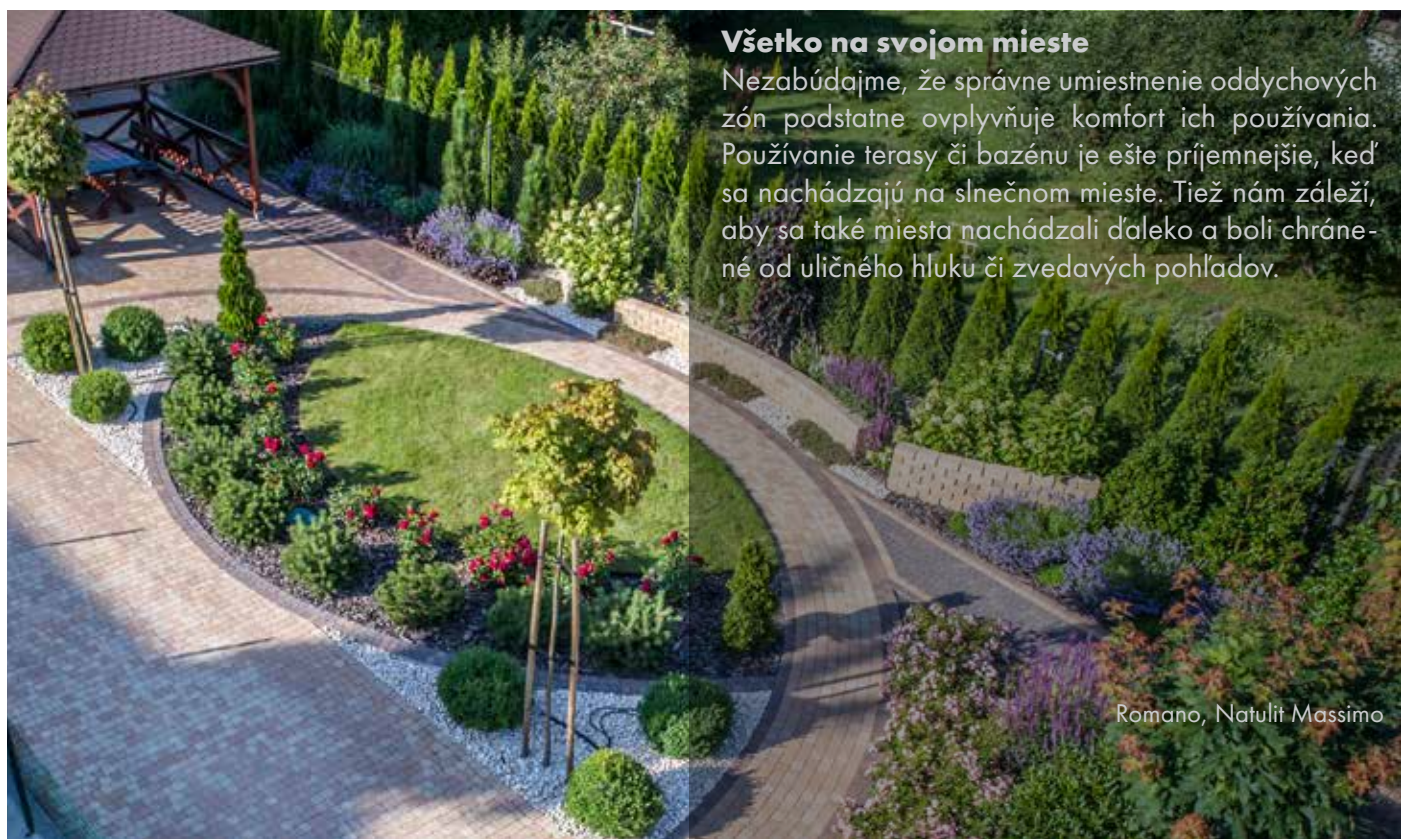 Všetko na svojom mieste
Nezabúdajme, že správne umiestnenie oddychových
zón podstatne ovplyvňuje komfort ich používania.
Používanie terasy či bazénu je ešte príjemnejšie, keď
sa nachádzajú na slnečnom mieste. Tiež nám záleží,
aby sa také miesta nachádzali ďaleko a boli chráne-
né od uličného hluku či zvedavých pohľadov.
Romano, Natulit Massimo